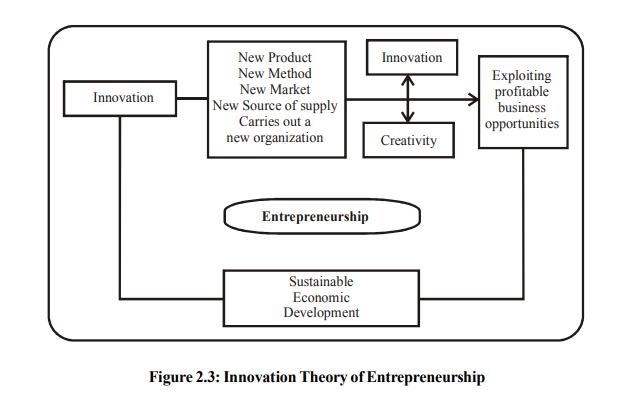 Innovation
New Product
New Method
New Market
New Source of supply
Carries out a
new organization
Innovation
Creativity
Exploiting
profitable
business
opportunities
Entrepreneurship
Sustainable
Economic
Development
Figure 2.3: Innovation Theory of Entrepreneurship